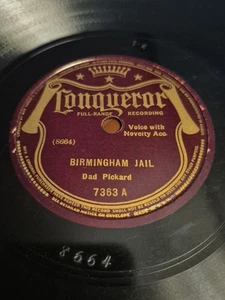 Conqueror
FULL-RANGE RECORDING
Voice with
Novelty Acc.
(8664)
BIRMINGHAM JAIL
Dad Pickard
7363 A
8664